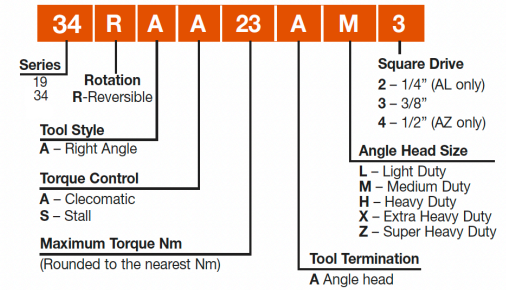 34 R A A 23 A M 3
Series
19
34
Rotation
R-Reversible
Tool Style
A – Right Angle
Torque Control
A – Clecomatic
S – Stall
Maximum Torque Nm
(Rounded to the nearest Nm)
Square Drive
2 – 1/4” (AL only)
3 – 3/8”
4 – 1/2” (AZ only)
Angle Head Size
L – Light Duty
M – Medium Duty
H – Heavy Duty
X – Extra Heavy Duty
Z – Super Heavy Duty
Tool Termination
A Angle head